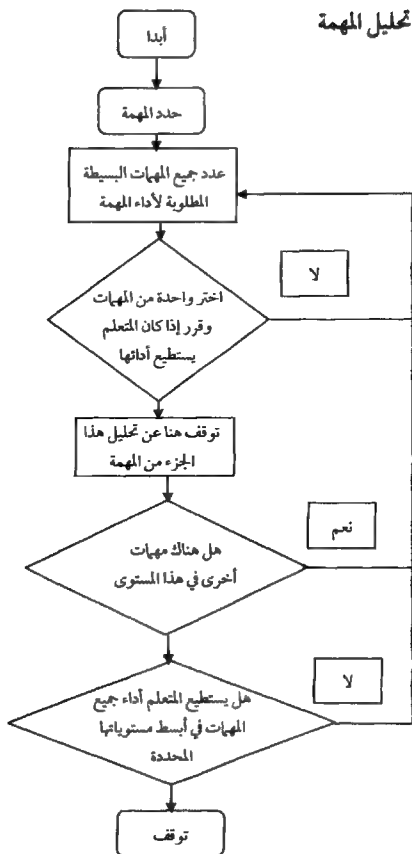 تحليل المهمة
أبدا
حدد المهمة
عدد جميع المهمات البسيطة
المطلوبة لأداء المهمة
لا
اختر واحدة من المهمات
وقرر إذا كان المتعلم
يستطيع أدائها
توقف هنا عن تحليل هذا
الجزء من المهمة
نعم
هل هناك مهمات
أخرى في هذا المستوى
لا
هل يستطيع المتعلم أداء جميع
المهمات في أبسط مستوياتها
المحددة
توقف